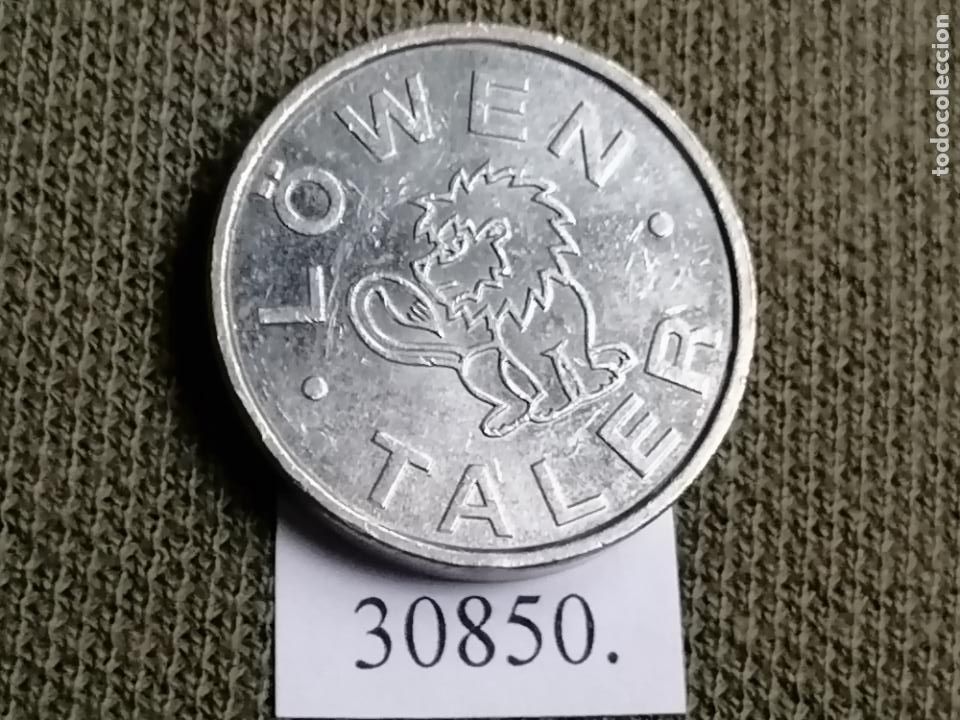 LÖWEN
• TALER •
30850.
todocoleccion